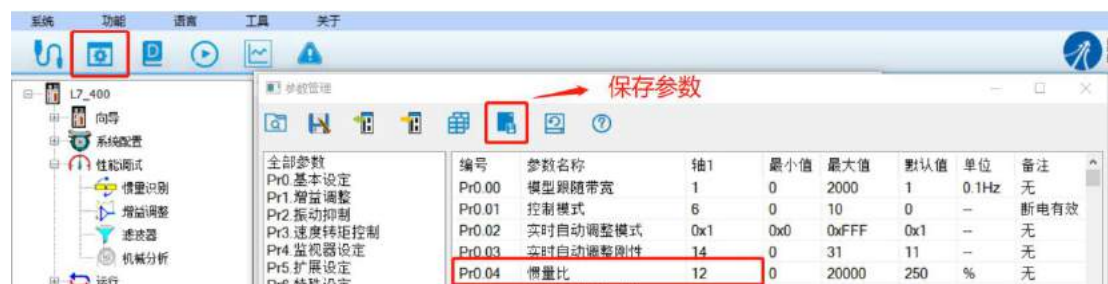 系统 功能 语言 工具 关于
参数管理
保存参数
L7_400
向导
系统配置
性能调试
惯量识别
增益调整
滤波器
机械分析
运行
全部参数
Pr0.基本设定
Pr1.增益调整
Pr2.振动抑制
Pr3.速度转矩控制
Pr4.监视器设定
Pr5.扩展设定
Pr6.特殊设定
编号 参数名称 轴1 最小值 最大值 默认值 单位 备注
Pr0.00 模型跟随带宽 1 0 2000 1 0.1Hz 无
Pr0.01 控制模式 6 0 10 0 -- 断电有效
Pr0.02 实时自动调整模式 0x1 0x0 0xFFF 0x1 -- 无
Pr0.03 实时自动调整刚性 14 0 31 11 -- 无
Pr0.04 惯量比 12 0 20000 250 % 无